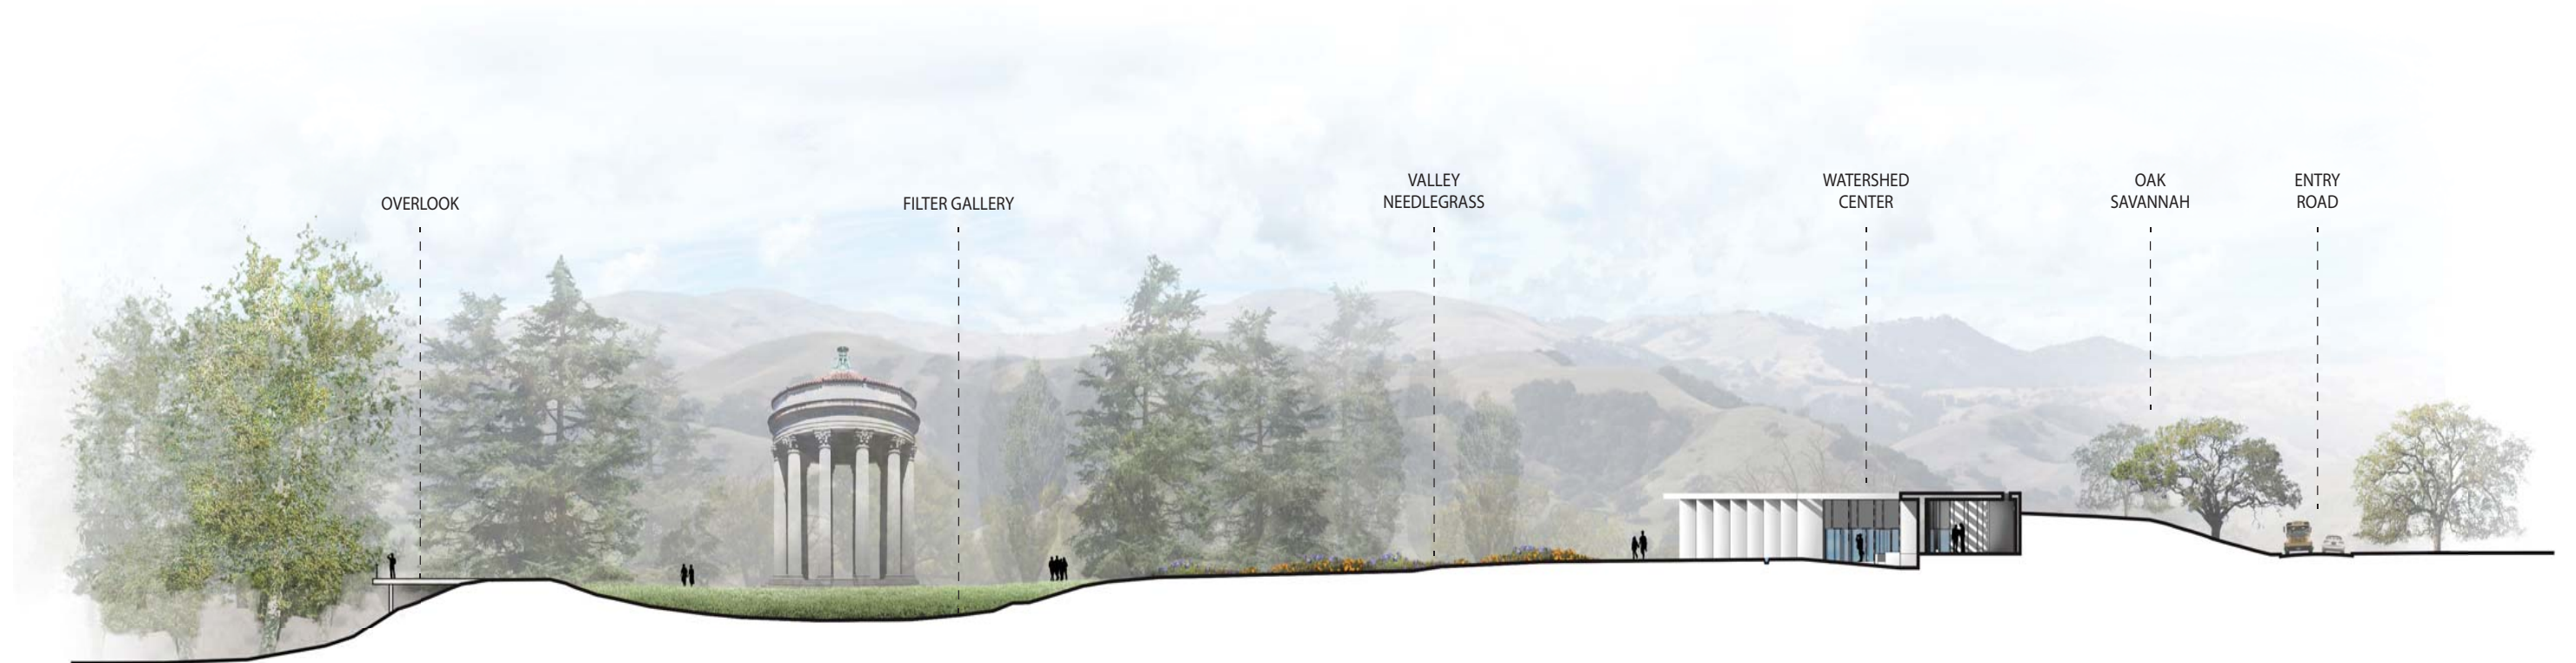 OVERLOOK
FILTER GALLERY
VALLEY
NEEDLEGRASS
WATERSHED
CENTER
OAK
SAVANNAH
ENTRY
ROAD